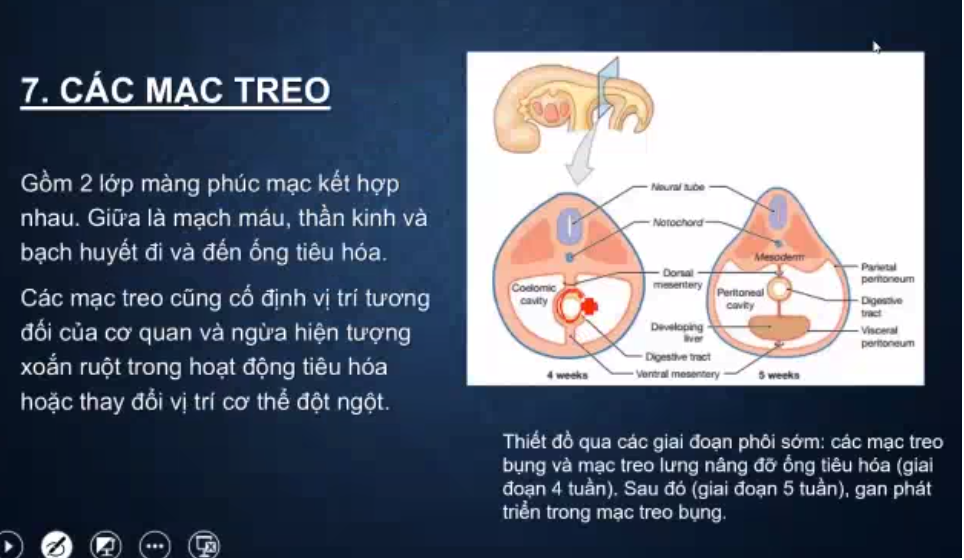 7. CÁC MẠC TREO
Gồm 2 lớp màng phúc mạc kết hợp
nhau. Giữa là mạch máu, thần kinh và
bạch huyết đi và đến ống tiêu hóa.
Các mạc treo cũng cố định vị trí tương
đối của cơ quan và ngừa hiện tượng
xoắn ruột trong hoạt động tiêu hóa
hoặc thay đổi vị trí cơ thể đột ngột.
Neural tube
Notochord
Mesoderm
Coelomic
cavity
Dorsal
mesentery
Peritoneal
cavity
Parietal
peritoneum
Digestive
tract
Developing
liver
Visceral
peritoneum
Digestive tract
4 weeks
Ventral mesentery
5 weeks
Thiết đồ qua các giai đoạn phôi sớm: các mạc treo
bụng và mạc treo lưng nâng đỡ ống tiêu hóa (giai
đoạn 4 tuần). Sau đó (giai đoạn 5 tuần), gan phát
triển trong mạc treo bụng.